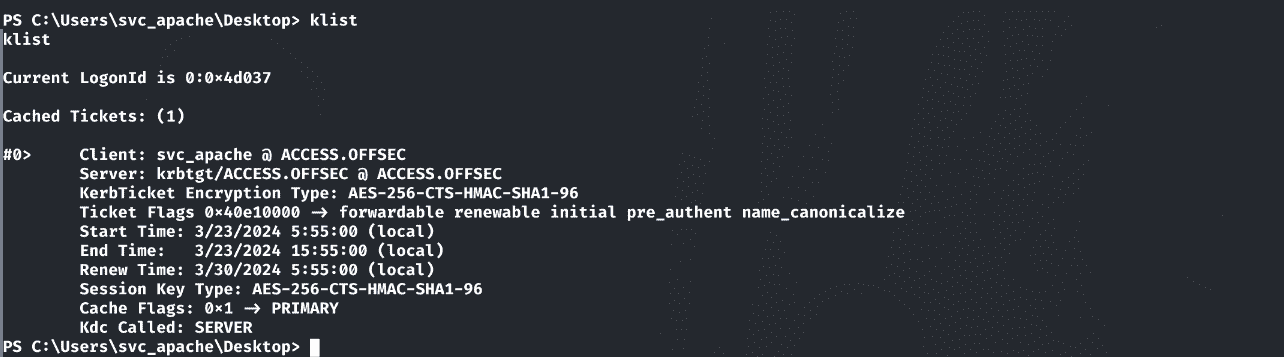 PS C:\Users\svc_apache\Desktop> klist
klist
Current LogonId is 0:0×4d037
Cached Tickets: (1)
#0> Client: svc_apache @ ACCESS.OFFSEC
Server: krbtgt/ACCESS.OFFSEC @ ACCESS.OFFSEC
KerbTicket Encryption Type: AES-256-CTS-HMAC-SHA1-96
Ticket Flags 0×40e10000 → forwardable renewable initial pre_authent name_canonicalize
Start Time: 3/23/2024 5:55:00 (local)
End Time: 3/23/2024 15:55:00 (local)
Renew Time: 3/30/2024 5:55:00 (local)
Session Key Type: AES-256-CTS-HMAC-SHA1-96
Cache Flags: 0×1 → PRIMARY
Kdc Called: SERVER
PS C:\Users\svc_apache\Desktop>